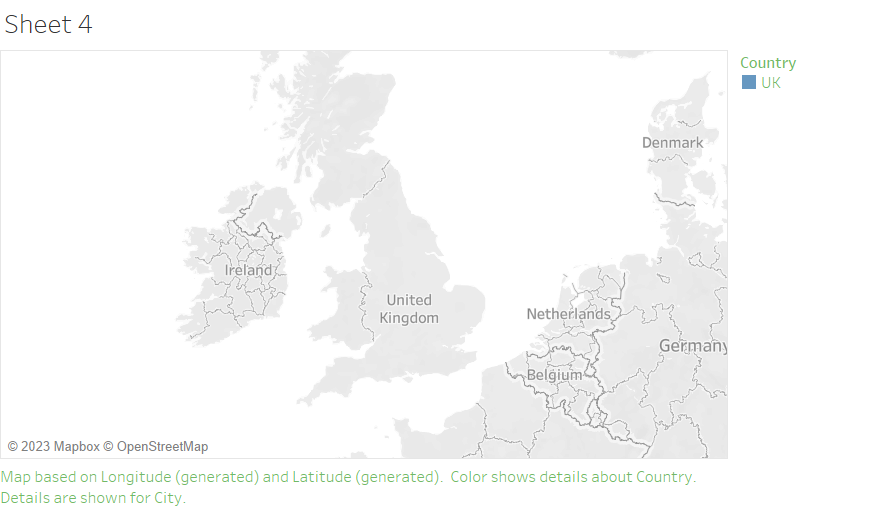 Sheet 4
Country
UK
Denmark
Ireland
United
Kingdom
Netherlands
Germany
Belgium
© 2023 Mapbox © OpenStreetMap
Map based on Longitude (generated) and Latitude (generated).  Color shows details about Country.
Details are shown for City.